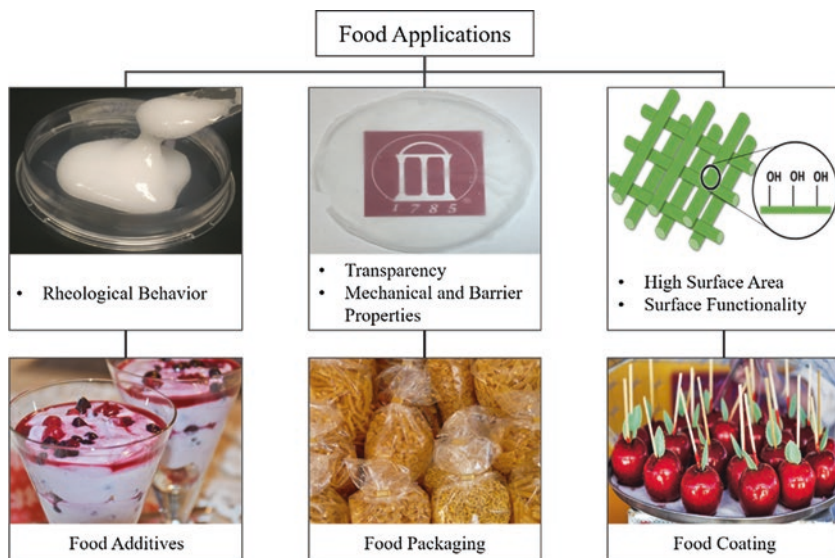 Food Applications
1785
OH OH OH
• Rheological Behavior
• Transparency
• Mechanical and Barrier
Properties
• High Surface Area
• Surface Functionality
Food Additives
Food Packaging
Food Coating